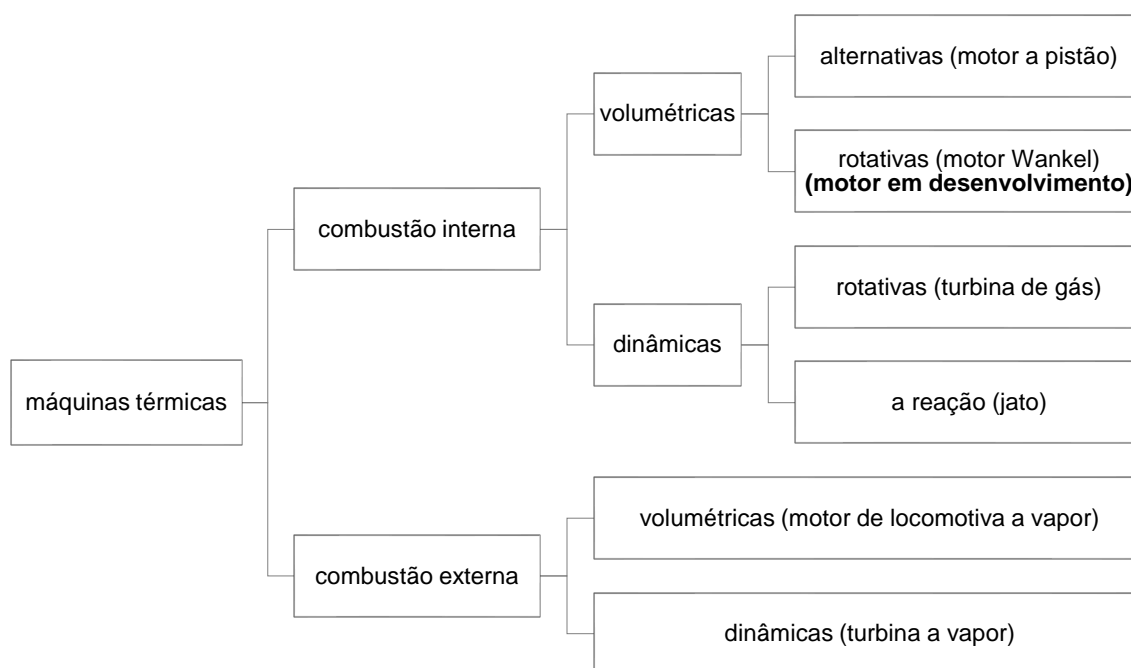 alternativas (motor a pistão)
volumétricas
rotativas (motor Wankel)
(motor em desenvolvimento)
combustão interna
rotativas (turbina de gás)
dinâmicas
máquinas térmicas
a reação (jato)
volumétricas (motor de locomotiva a vapor)
combustão externa
dinâmicas (turbina a vapor)